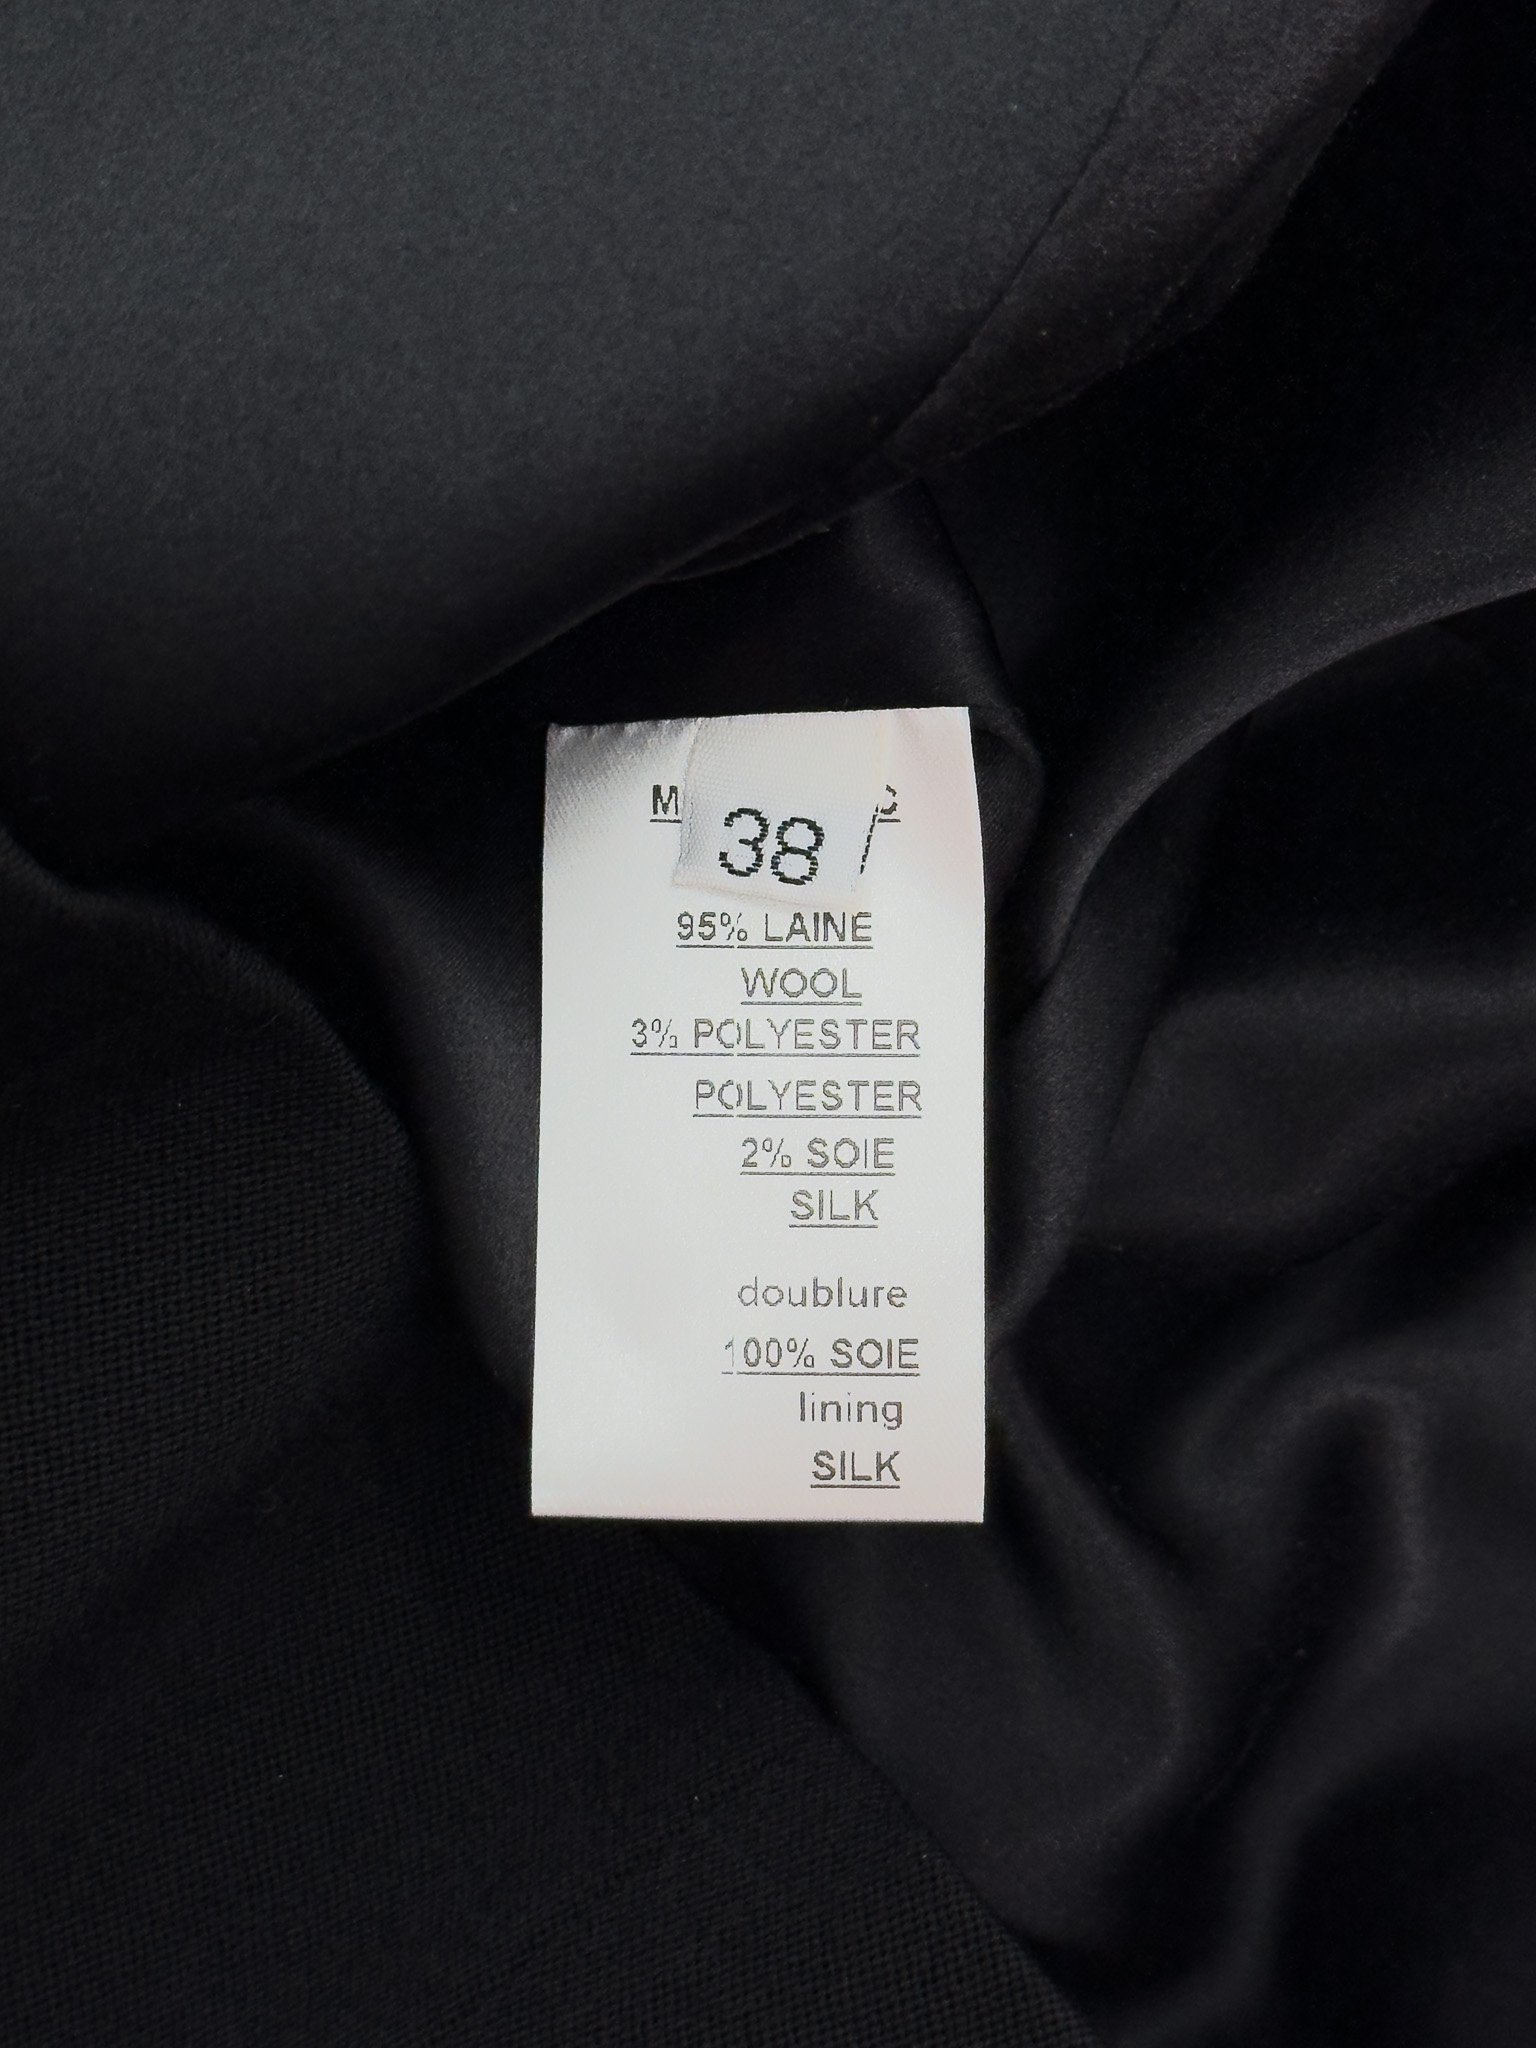 38
95% LAINE
WOOL
3% POLYESTER
POLYESTER
2% SOIE
SILK
doublure
100% SOIE
lining
SILK